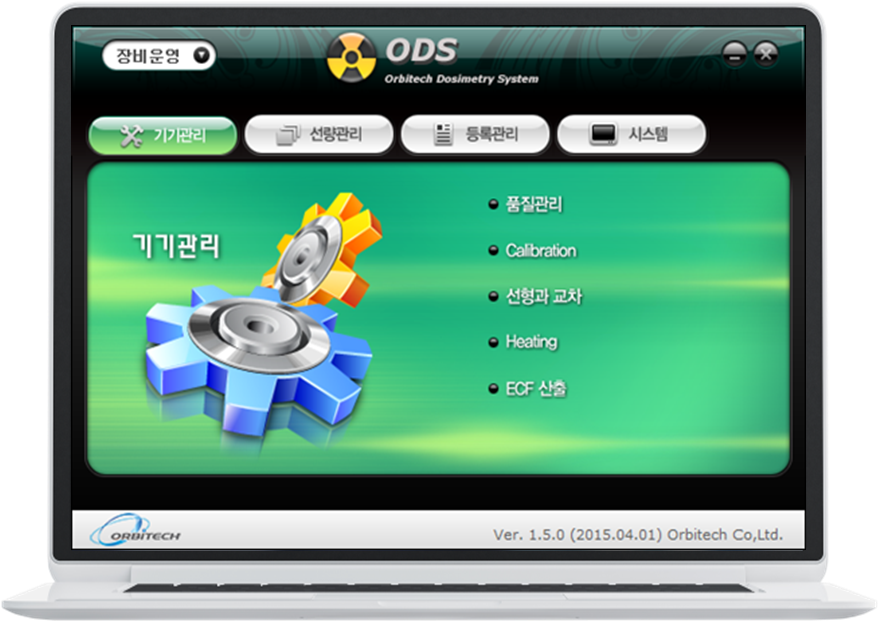 장비운영
ODS
Orbitech Dosimetry System
기기관리
선량관리
등록관리
시스템
기기관리
품질관리
Calibration
선형과 교차
Heating
ECF 산출
ORBITECH
Ver. 1.5.0 (2015.04.01) Orbitech Co,Ltd.